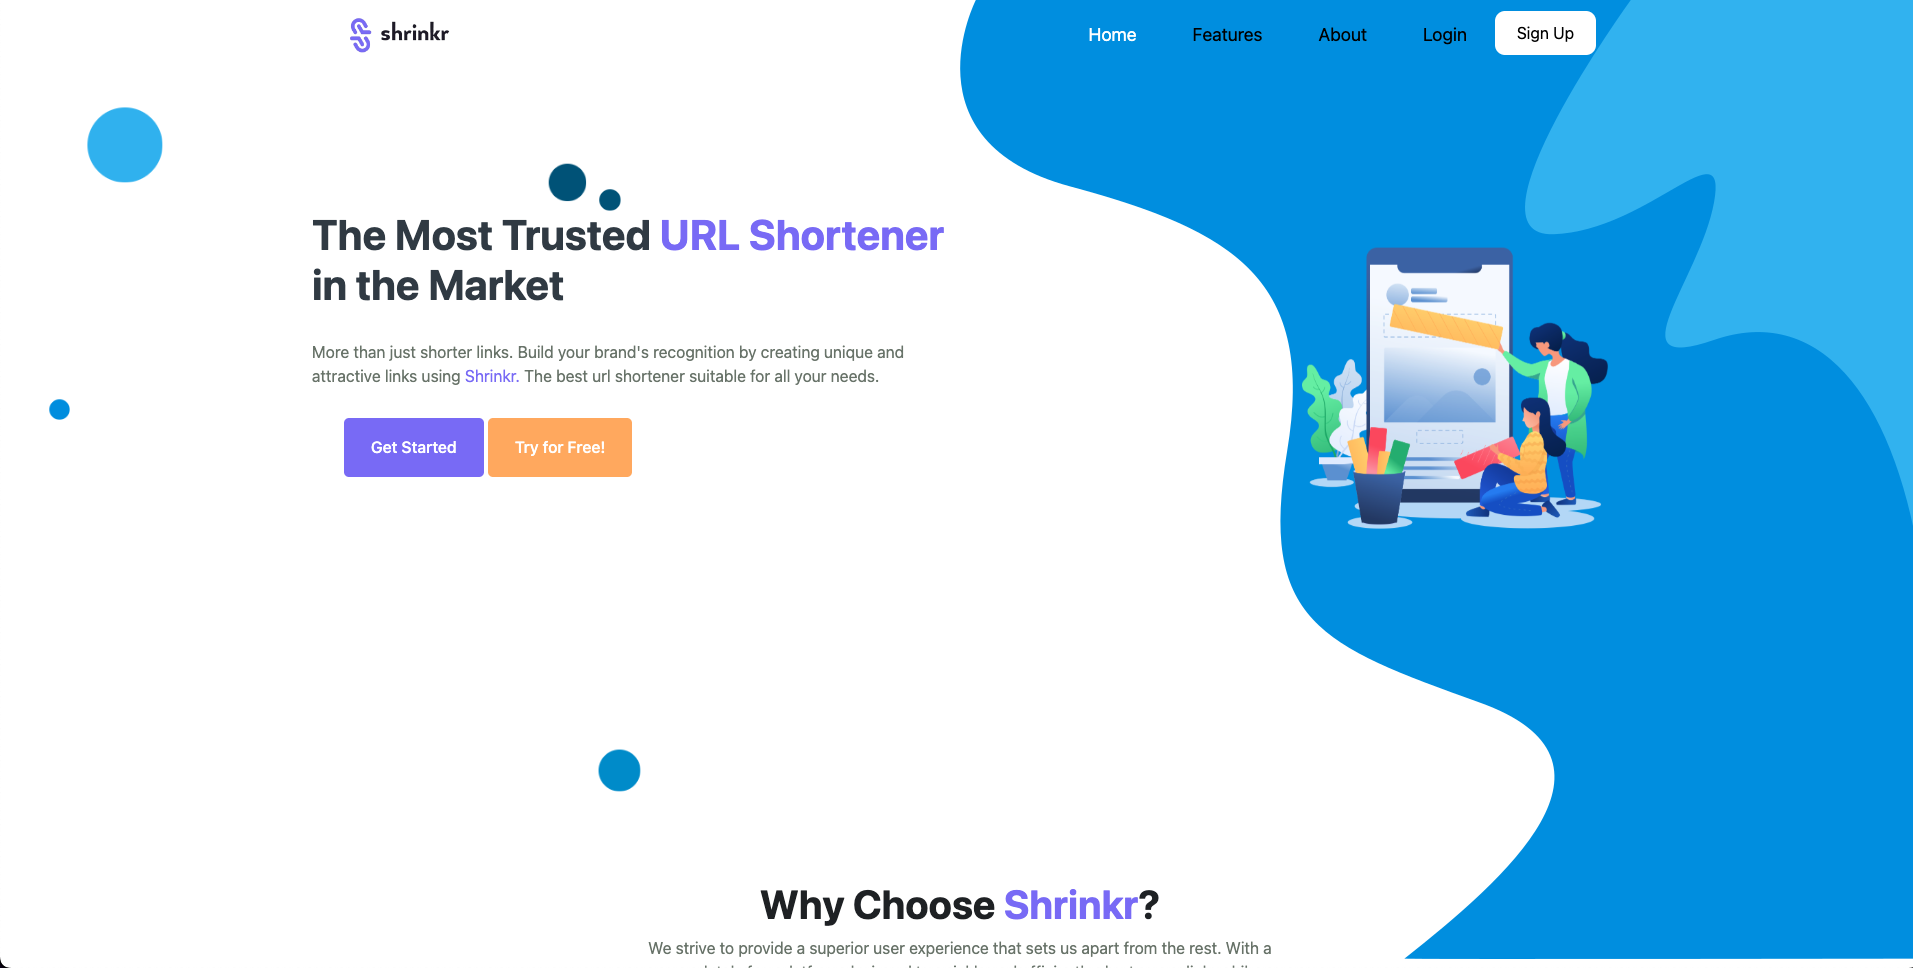 shrinkr
Home Features About Login Sign Up
The Most Trusted URL Shortener
in the Market
More than just shorter links. Build your brand's recognition by creating unique and
attractive links using Shrinkr. The best url shortener suitable for all your needs.
Get Started Try for Free!
Why Choose Shrinkr?
We strive to provide a superior user experience that sets us apart from the rest. With a